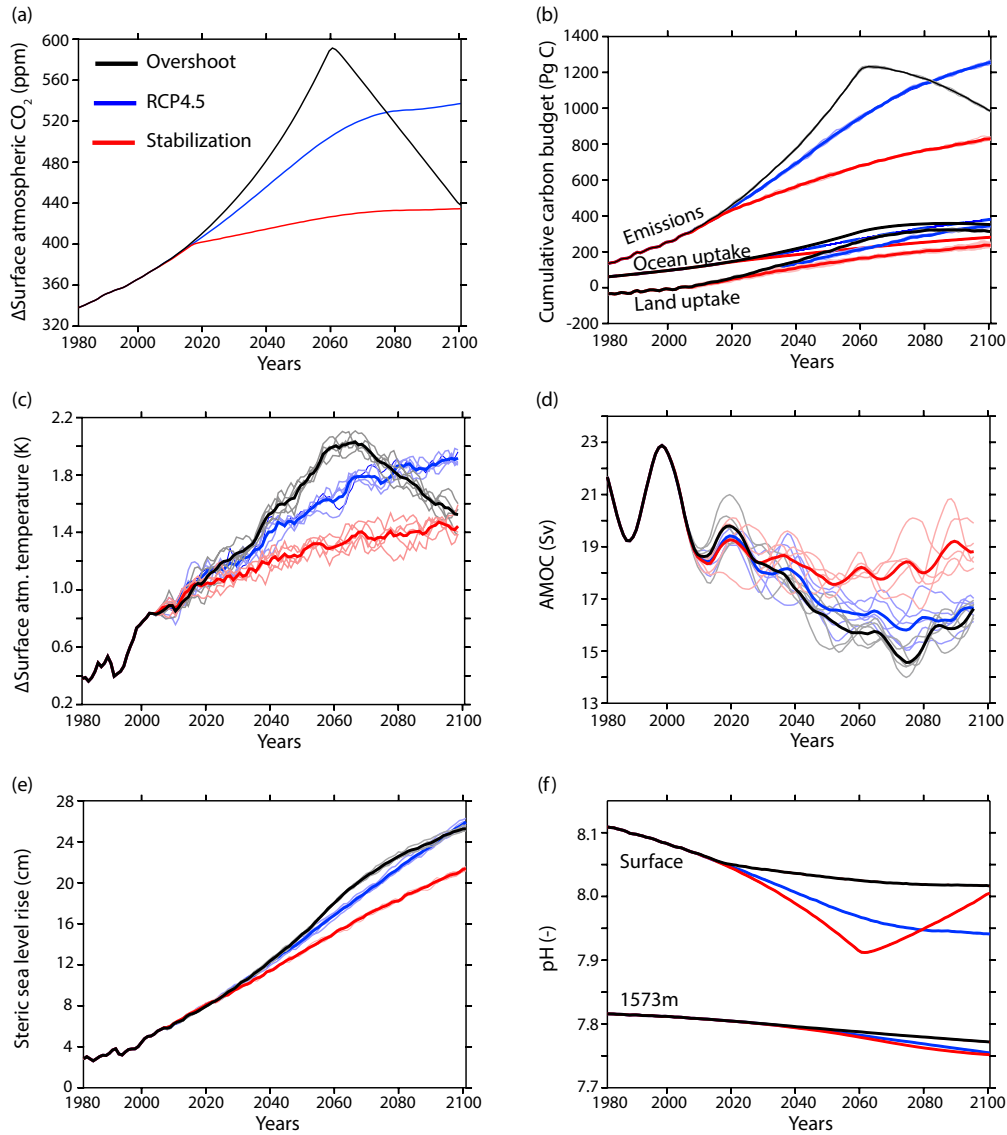 (a)
ΔSurface atmospheric CO₂ (ppm)
600
560
520
480
440
400
360
320
Overshoot
RCP4.5
Stabilization
1980 2000 2020 2040 2060 2080 2100
Years
(b)
Cumulative carbon budget (Pg C)
1400
1200
1000
800
600
400
200
0
-200
Emissions
Ocean uptake
Land uptake
1980 2000 2020 2040 2060 2080 2100
Years
(c)
ΔSurface atm. temperature (K)
2.2
1.8
1.4
1.0
0.8
0.4
0.2
1980 2000 2020 2040 2060 2080 2100
Years
(d)
AMOC (Sv)
23
21
19
17
16
15
13
1980 2000 2020 2040 2060 2080 2100
Years
(e)
Steric sea level rise (cm)
28
24
20
16
12
8
4
0
1980 2000 2020 2040 2060 2080 2100
Years
(f)
pH (-)
8.1
8.0
7.9
7.8
7.7
Surface
1573m
1980 2000 2020 2040 2060 2080 2100
Years